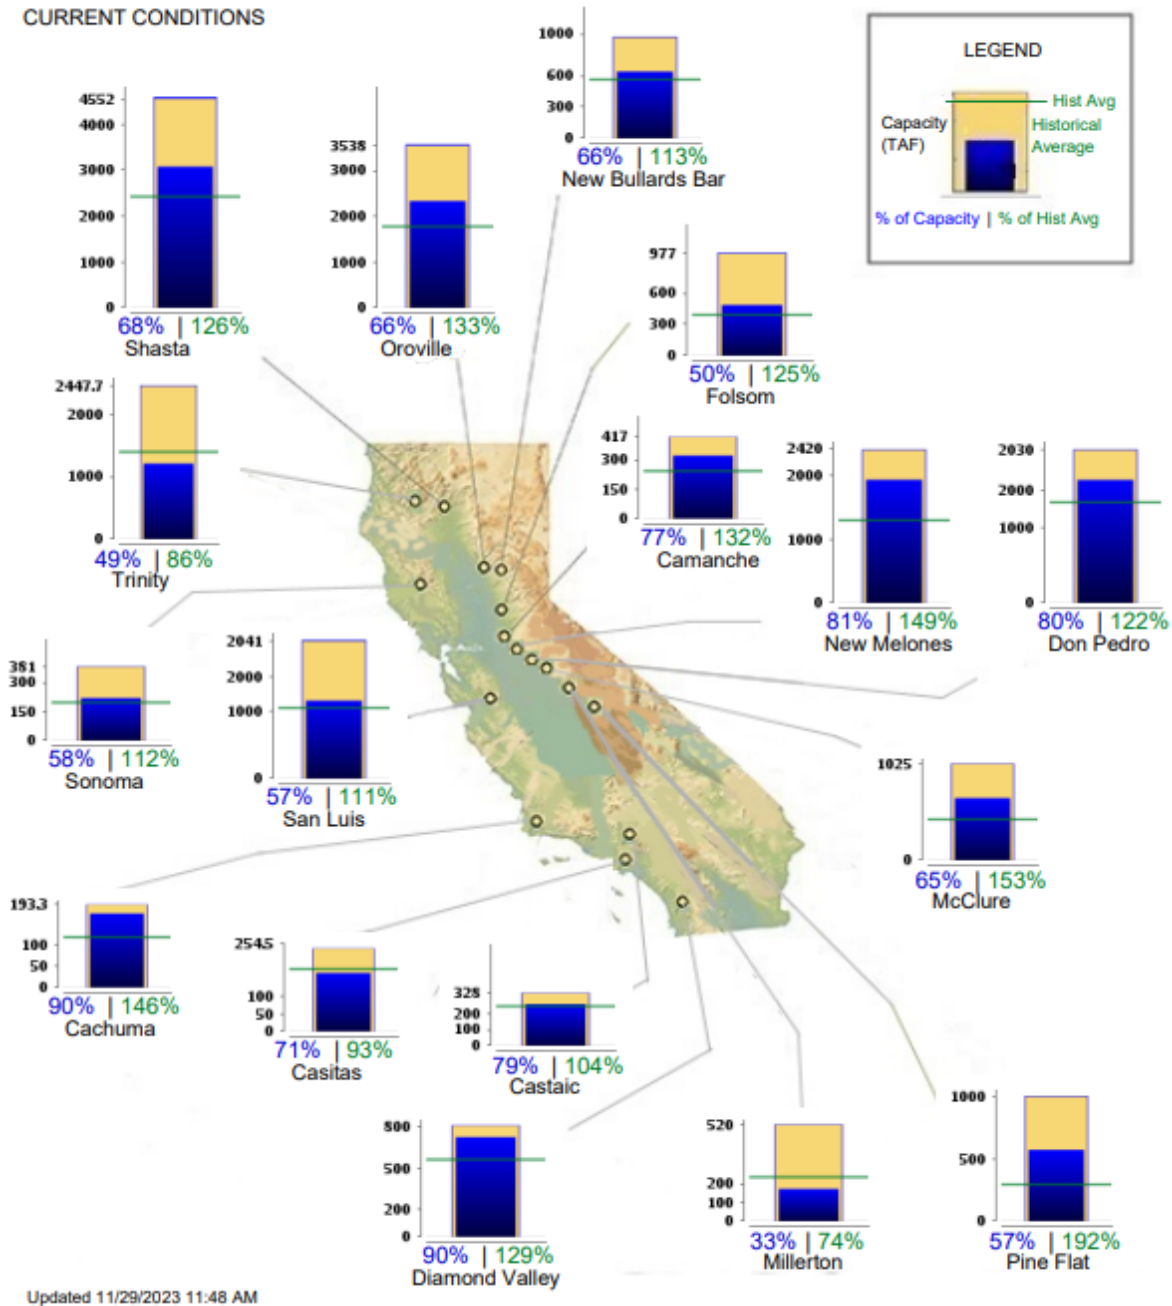 CURRENT CONDITIONS
1000
600
300
0
66% | 113%
New Bullards Bar
LEGEND
Hist Avg
Capacity
(TAF)
Historical
Average
% of Capacity | % of Hist Avg
4552
4000
3000
2000
1000
0
68% | 126%
Shasta
3538
3000
2000
1000
0
66% | 133%
Oroville
977
600
300
0
50% | 125%
Folsom
2447.7
2000
1000
0
49% | 86%
Trinity
417
300
150
0
77% | 132%
Camanche
2420
2000
1000
0
81% | 149%
New Melones
2030
2000
1000
0
80% | 122%
Don Pedro
381
300
150
0
58% | 112%
Sonoma
2041
2000
1000
0
57% | 111%
San Luis
1025
0
65% | 153%
McClure
193.3
100
50
0
90% | 146%
Cachuma
254.5
100
50
0
71% | 93%
Casitas
325
200
100
0
79% | 104%
Castaic
800
500
200
0
90% | 129%
Diamond Valley
520
200
100
0
33% | 74%
Millerton
1000
500
0
57% | 192%
Pine Flat
Updated 11/29/2023 11:48 AM